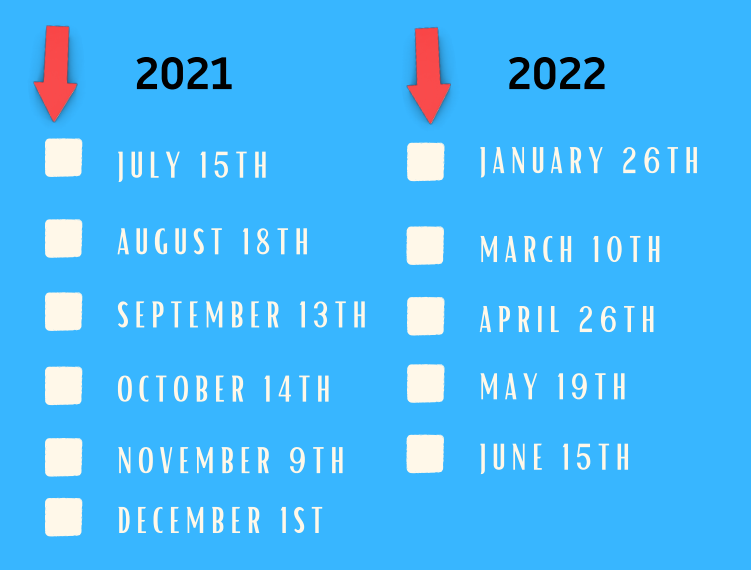 2021
JULY 15TH
AUGUST 18TH
SEPTEMBER 13TH
OCTOBER 14TH
NOVEMBER 9TH
DECEMBER 1ST
2022
JANUARY 26TH
MARCH 10TH
APRIL 26TH
MAY 19TH
JUNE 15TH